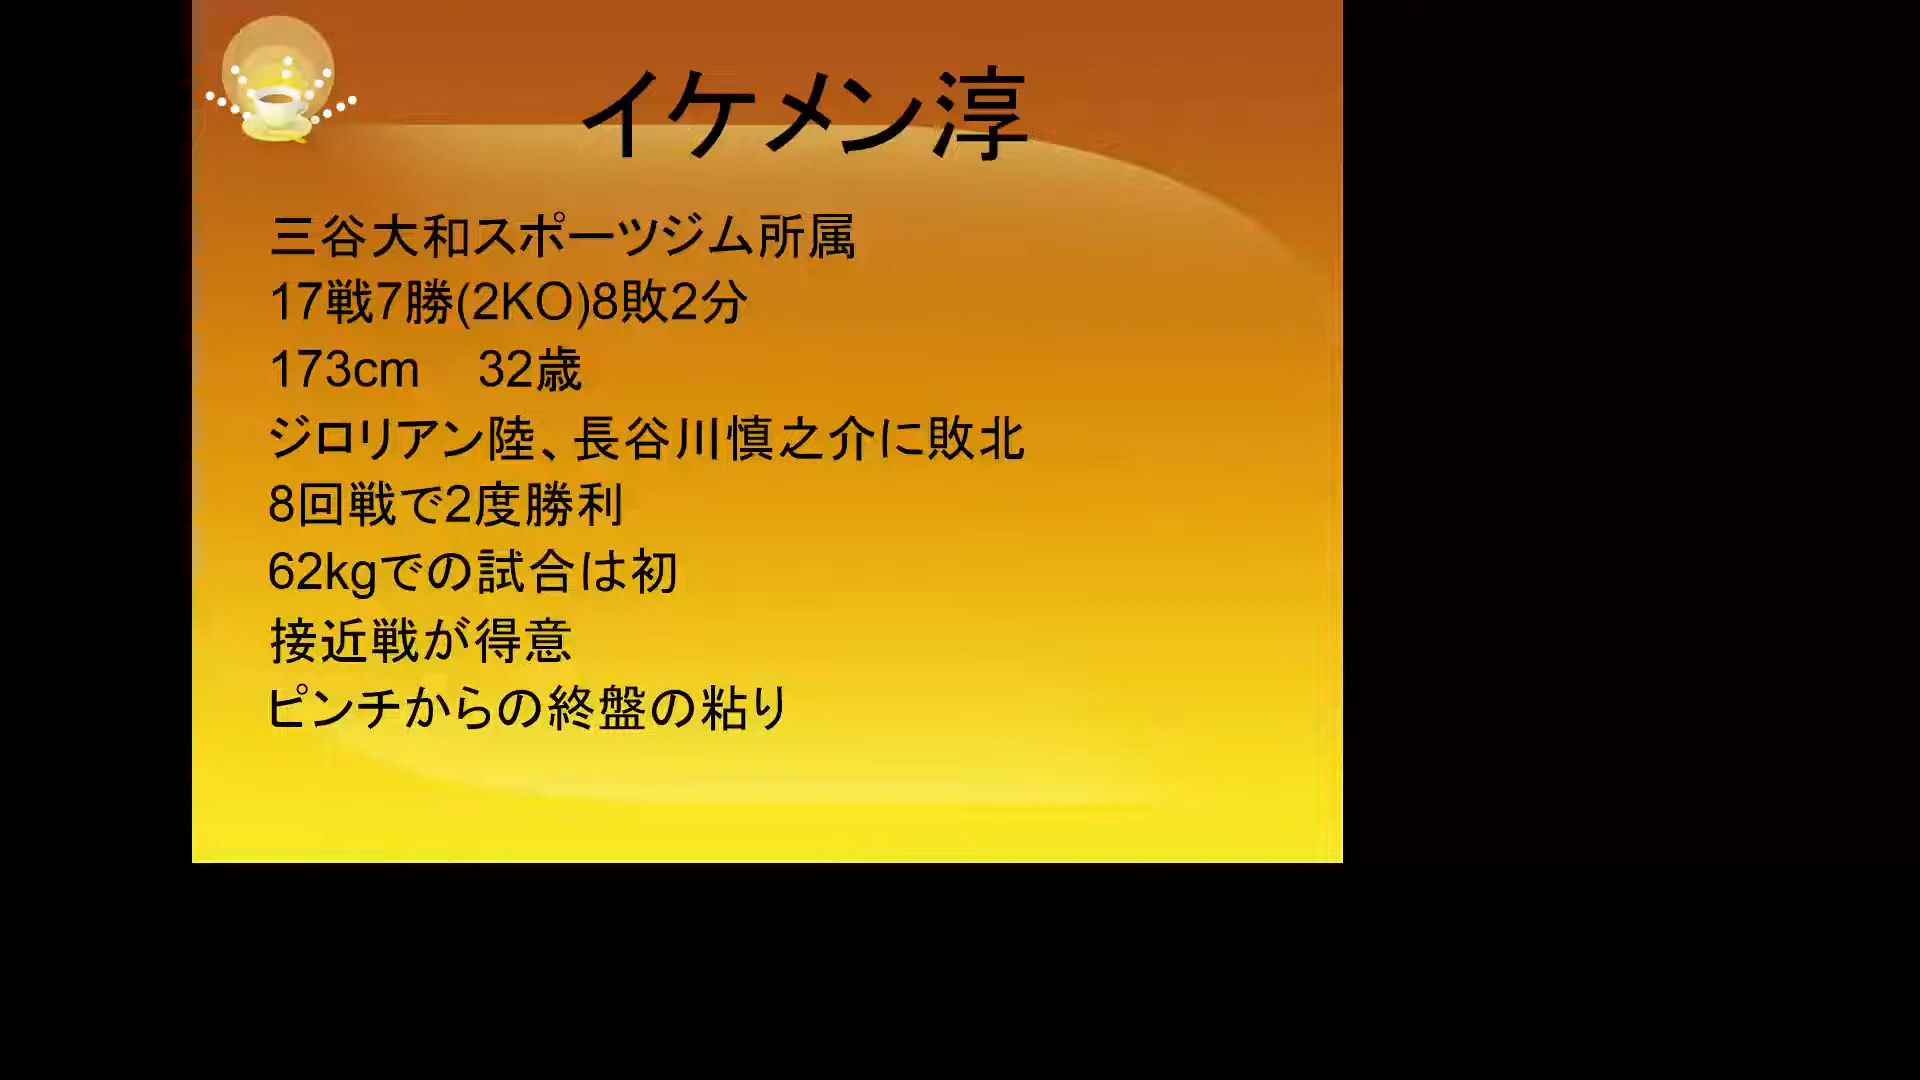 イケメン淳
三谷大和スポーツジム所属
17戦7勝(2KO)8敗2分
173cm　32歳
ジロリアン陸、長谷川慎之介に敗北
8回戦で2度勝利
62kgでの試合は初
接近戦が得意
ピンチからの終盤の粘り